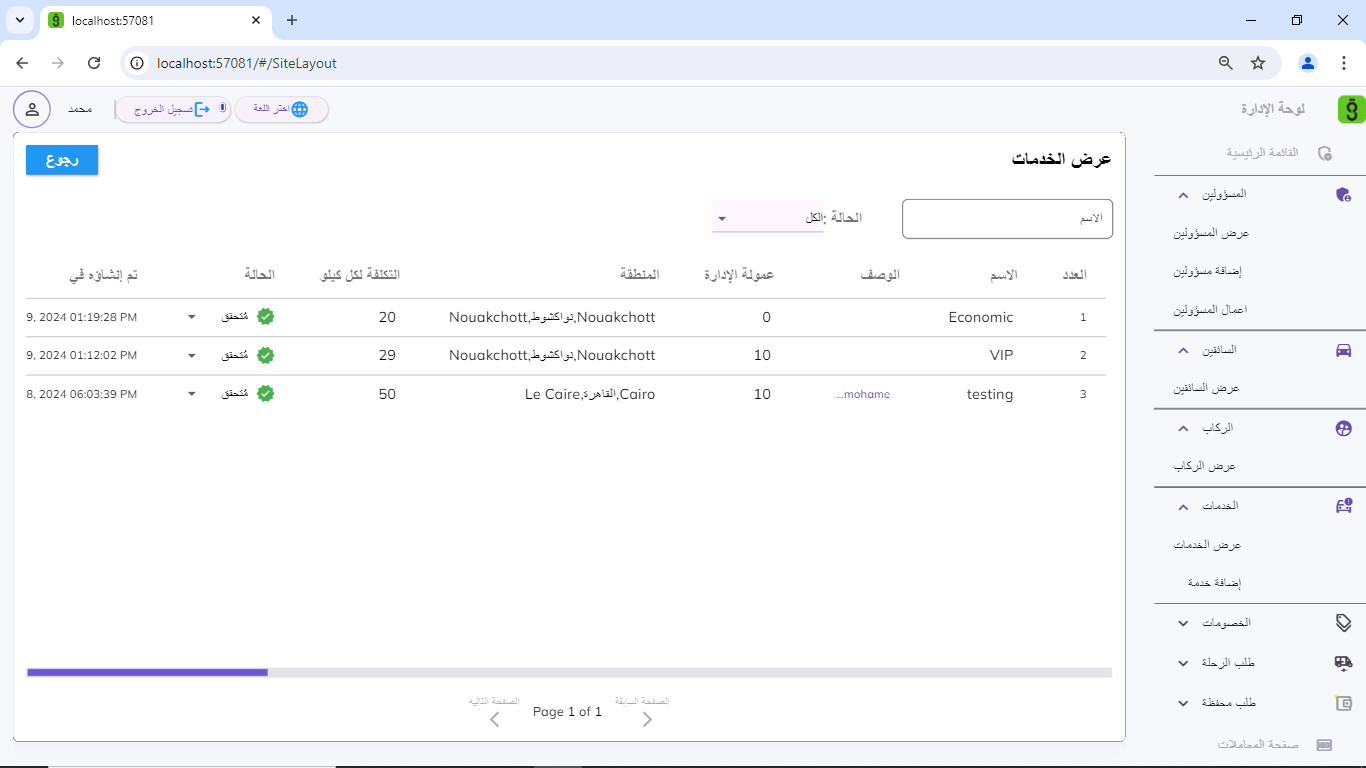 localhost:57081
localhost:57081/#/SiteLayout
لوحة الإدارة
اختر اللغة
تسجيل الخروج
محمد
القائمة الرئيسية
المسؤولين
عرض المسؤولين
إضافة مسؤولين
اعمال المسؤولين
السائقين
عرض السائقين
الركاب
عرض الركاب
الخدمات
عرض الخدمات
إضافة خدمة
الخصومات
طلب الرحلة
طلب محفظة
صفحة المعاملات
عرض الخدمات
رجوع
الاسم
الحالة :
الكل
العدد الاسم الوصف عمولة الإدارة المنطقة التكلفة لكل كيلو الحالة تم إنشاؤه في
1 Economic 0 Nouakchott,نواكشوط,Nouakchott 20 مُتحقق 9, 2024 01:19:28 PM
2 VIP 10 Nouakchott,نواكشوط,Nouakchott 29 مُتحقق 9, 2024 01:12:02 PM
3 testing mohame... 10 Le Caire,القاهرة,Cairo 50 مُتحقق 8, 2024 06:03:39 PM
الصفحة السابقة
Page 1 of 1
الصفحة التاليه